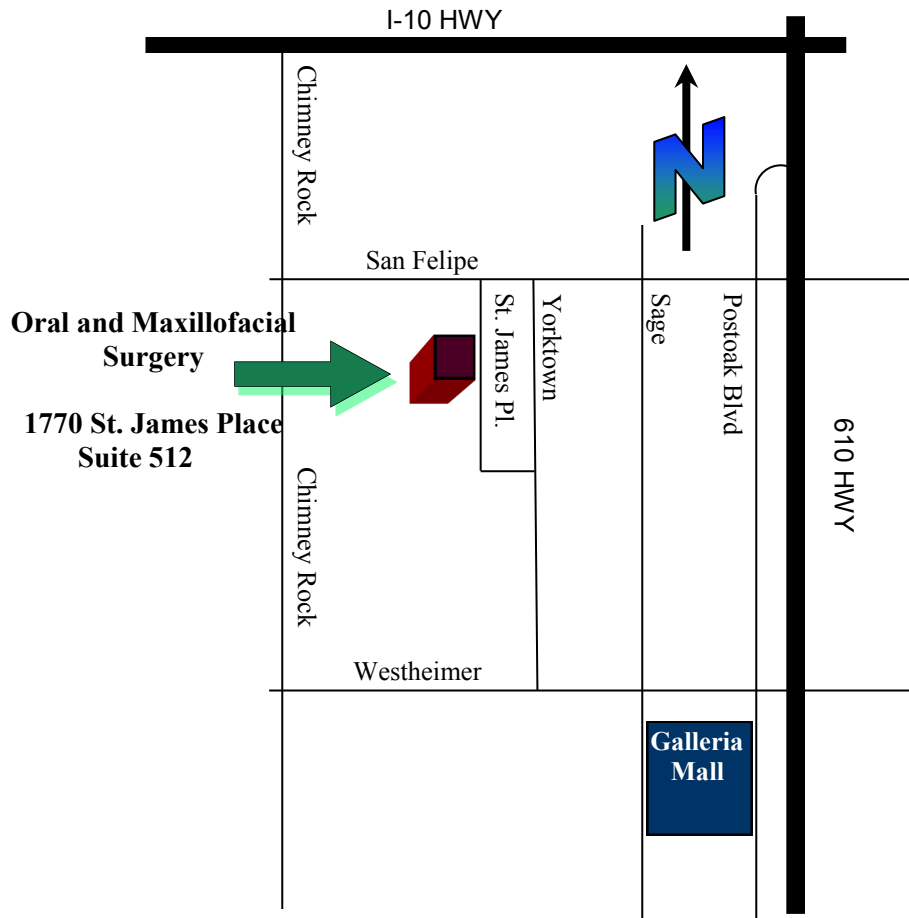 I-10 HWY
Chimney Rock
N
San Felipe
Oral and Maxillofacial
Surgery
1770 St. James Place
Suite 512
St. James Pl.
Yorktown
Sage
Postoak Blvd
610 HWY
Chimney Rock
Westheimer
Galleria
Mall